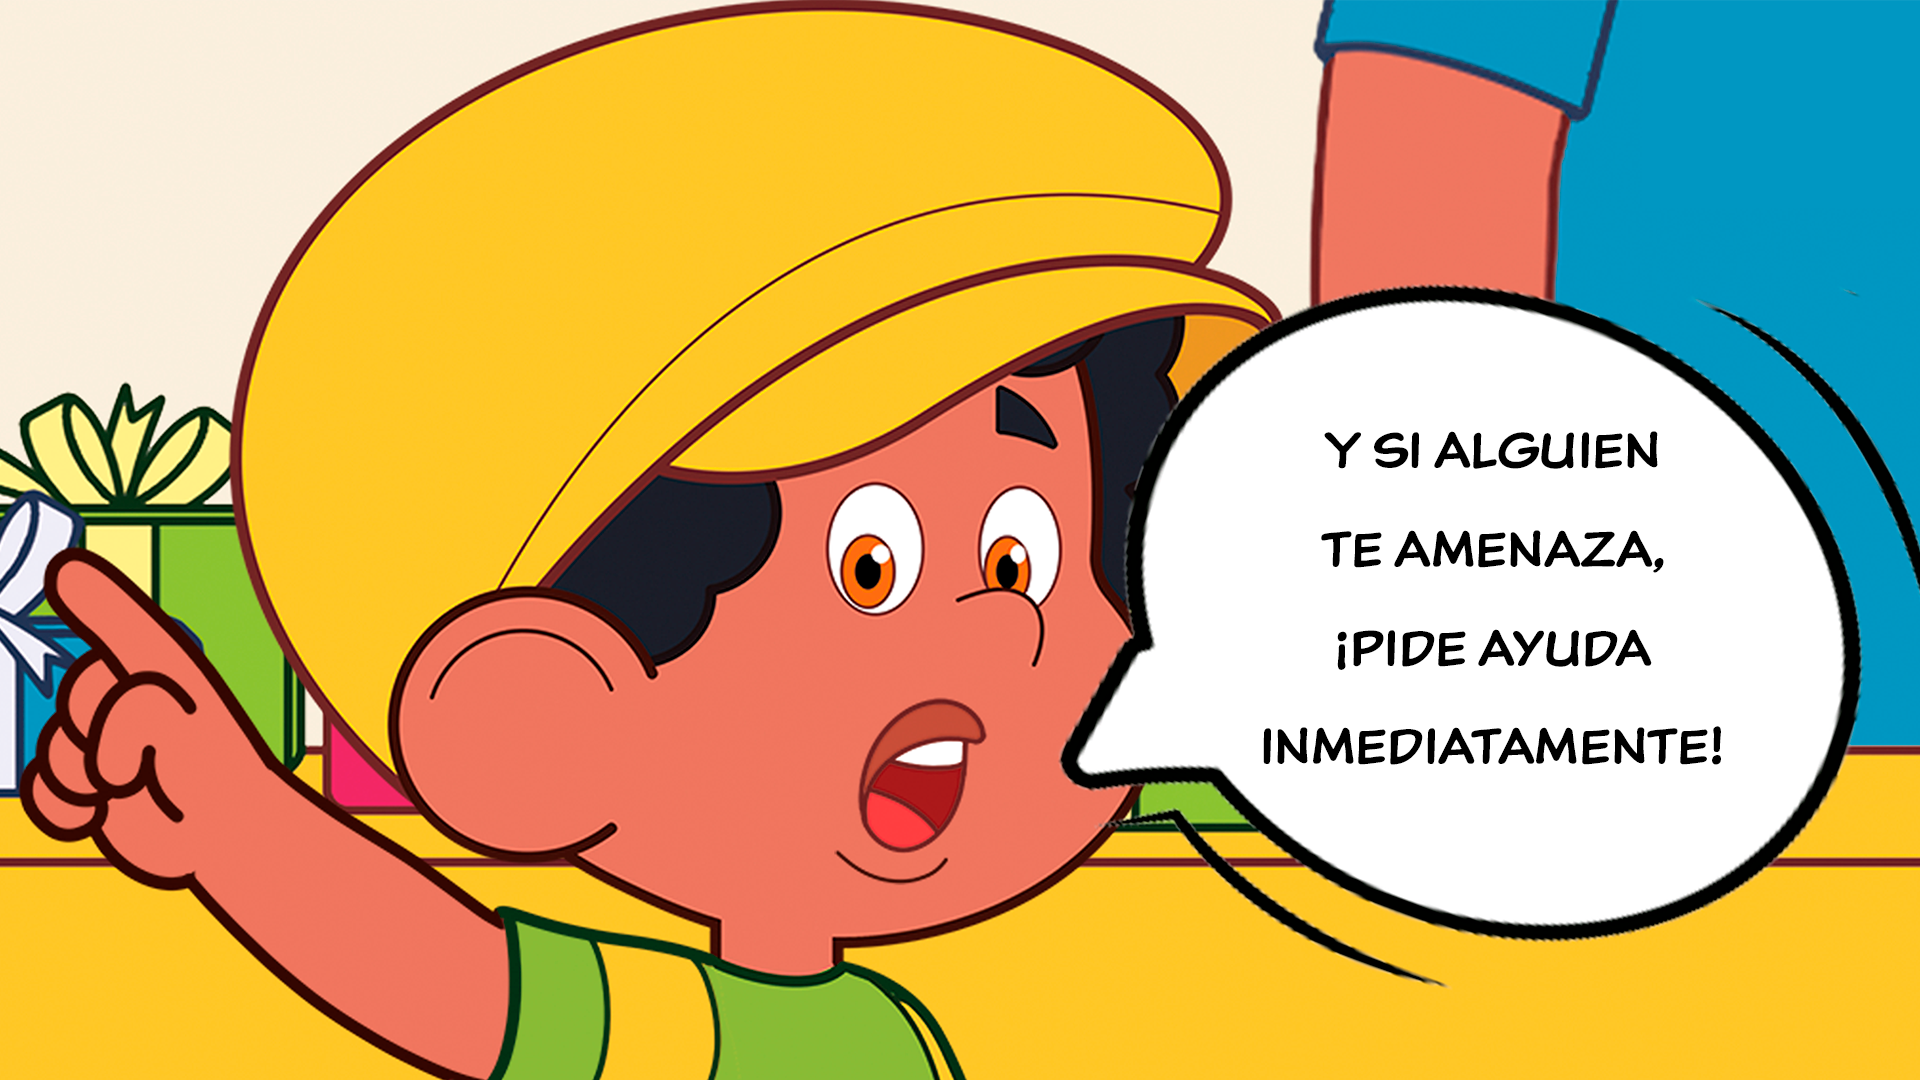 Y SI ALGUIEN
TE AMENAZA,
¡PIDE AYUDA
INMEDIATAMENTE!